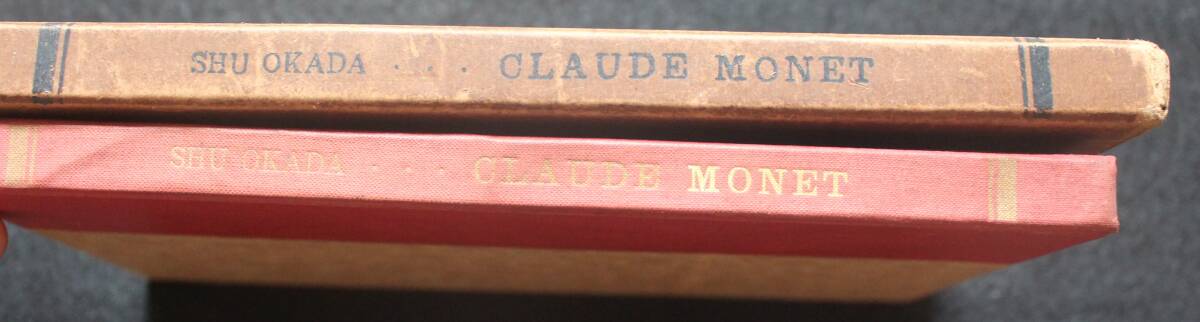 SHU OKADA . . . CLAUDE MONET
SHU OKADA . . . CLAUDE MONET